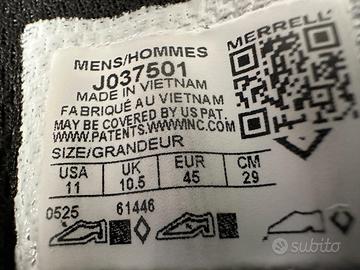 MENS/HOMMES
J037501
MADE IN VIETNAM
FABRIQUÉ AU VIETNAM
MAY BE COVERED BY US PAT.
WWW.PATENTS.WWWINC.COM
SIZE/GRANDEUR
USA UK EUR CM
11 10.5 45 29
0525 61446
MERRELL
subito